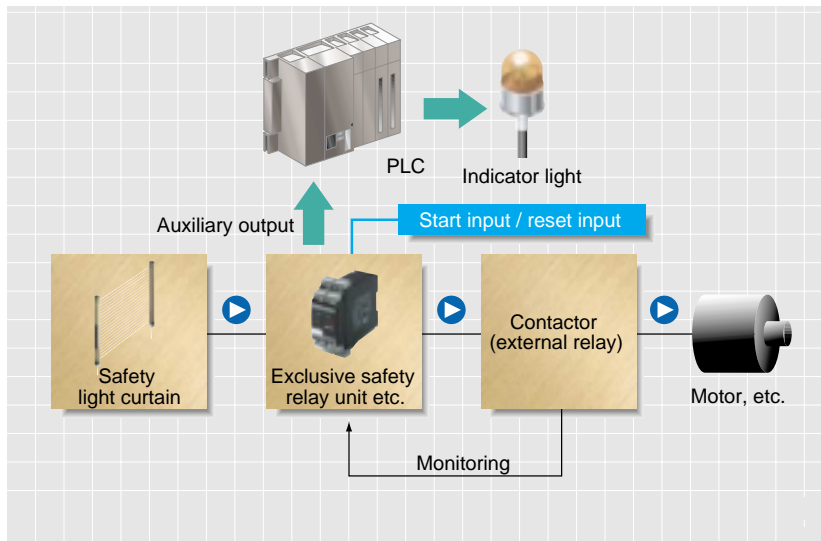 PLC
Indicator light
Auxiliary output
Start input / reset input
Safety
light curtain
Exclusive safety
relay unit etc.
Contactor
(external relay)
Motor, etc.
Monitoring